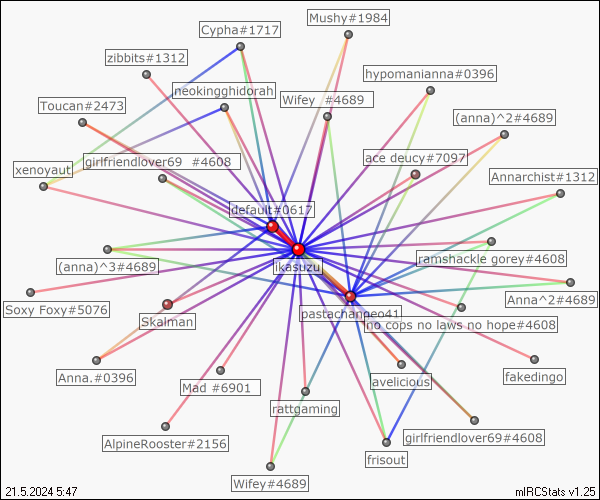 Mushy#1984
Cypha#1717
zibbits#1312
hypomanianna#0396
neokingghidorah
Wifey  #4689
Toucan#2473
(anna)^2#4689
girlfriendlover69  #4608
ace deucy#7097
xenoyaut
Annarchist#1312
default#0617
ramshackle gorey#4608
(anna)^3#4689
ikasuzu
Anna^2#4689
Soxy Foxy#5076
Skalman
pastachanneo41
no cops no laws no hope#4608
Anna.#0396
Mad #6901
avelicious
fakedingo
rattgaming
AlpineRooster#2156
girlfriendlover69#4608
frisout
Wifey#4689
21.5.2024 5:47
mIRCStats v1.25